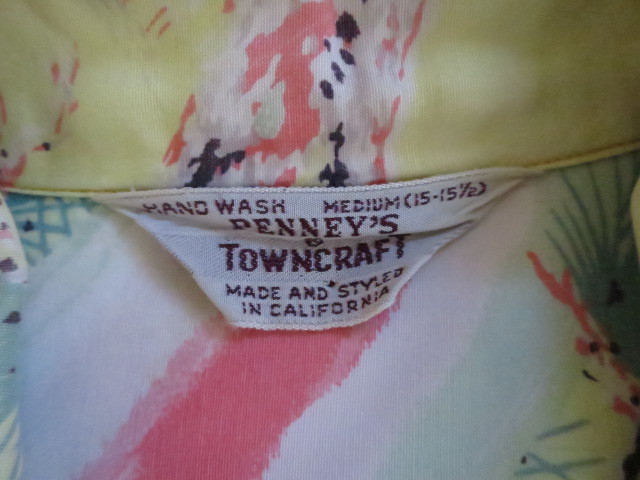 HAND WASH MEDIUM (15-15½)
PENNEY'S
TOWNCRAFT
MADE AND STYLED
IN CALIFORNIA